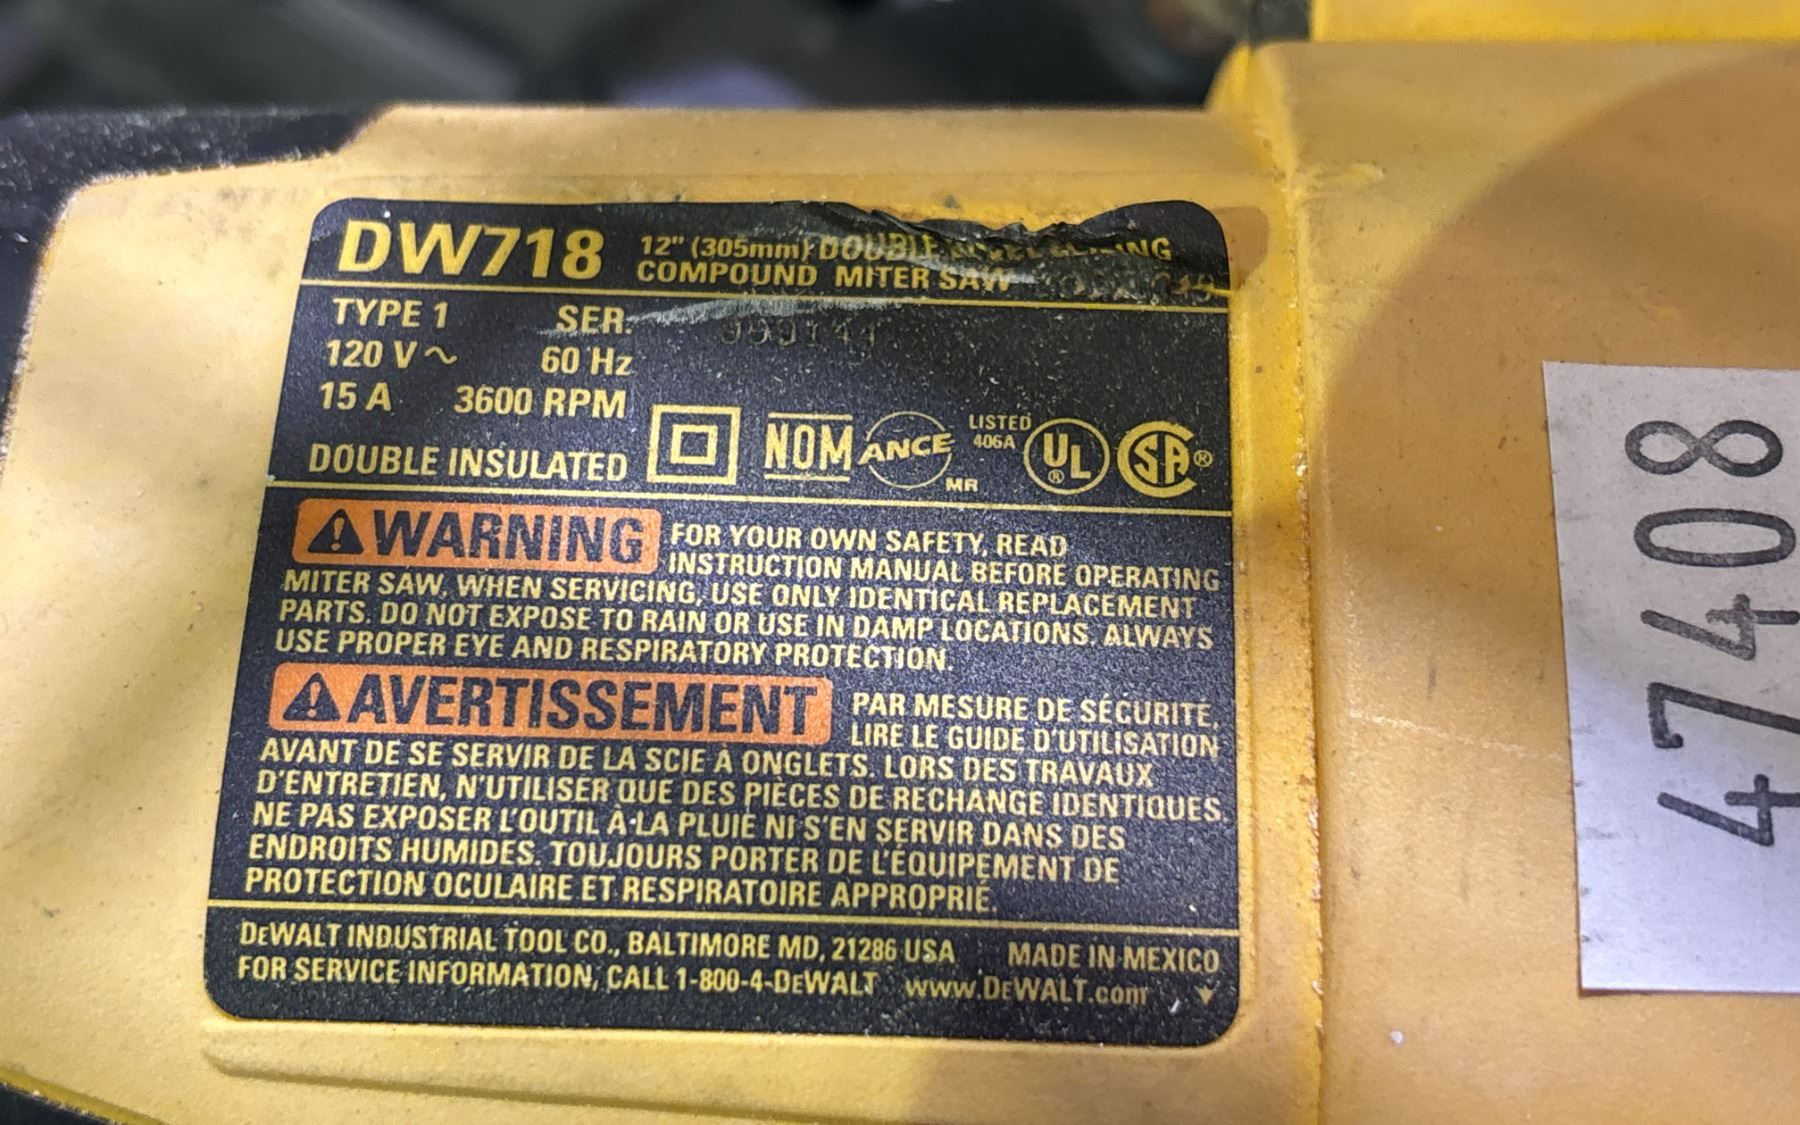 DW718
12" (305mm) DOUBLE BEVEL SLIDING
COMPOUND MITER SAW
TYPE 1 SER.
120 V ~ 60 Hz
15 A 3600 RPM
DOUBLE INSULATED
NOM ANCE MR
LISTED 406A UL ® SA ®
⚠WARNING FOR YOUR OWN SAFETY, READ
INSTRUCTION MANUAL BEFORE OPERATING
MITER SAW, WHEN SERVICING, USE ONLY IDENTICAL REPLACEMENT
PARTS. DO NOT EXPOSE TO RAIN OR USE IN DAMP LOCATIONS. ALWAYS
USE PROPER EYE AND RESPIRATORY PROTECTION.
⚠AVERTISSEMENT PAR MESURE DE SÉCURITÉ,
LIRE LE GUIDE D'UTILISATION
AVANT DE SE SERVIR DE LA SCIE À ONGLETS. LORS DES TRAVAUX
D'ENTRETIEN, N'UTILISER QUE DES PIÈCES DE RECHANGE IDENTIQUES.
NE PAS EXPOSER L'OUTIL À LA PLUIE NI S'EN SERVIR DANS DES
ENDROITS HUMIDES. TOUJOURS PORTER DE L'ÉQUIPEMENT DE
PROTECTION OCULAIRE ET RESPIRATOIRE APPROPRIÉ.
DEWALT INDUSTRIAL TOOL CO., BALTIMORE MD, 21286 USA MADE IN MEXICO
FOR SERVICE INFORMATION, CALL 1-800-4-DEWALT www.DEWALT.com
47408